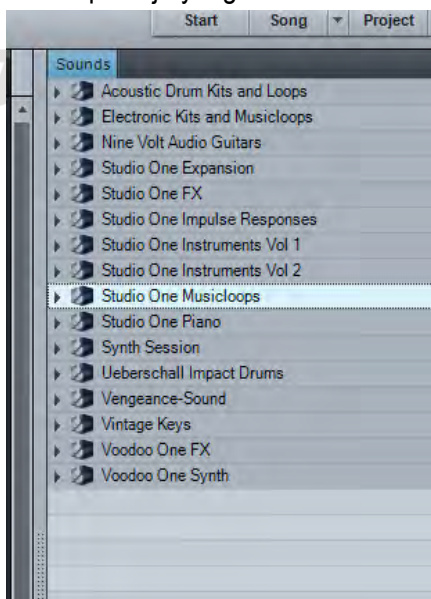 Start Song Project
Sounds
Acoustic Drum Kits and Loops
Electronic Kits and Musicloops
Nine Volt Audio Guitars
Studio One Expansion
Studio One FX
Studio One Impulse Responses
Studio One Instruments Vol 1
Studio One Instruments Vol 2
Studio One Musicloops
Studio One Piano
Synth Session
Ueberschall Impact Drums
Vengeance-Sound
Vintage Keys
Voodoo One FX
Voodoo One Synth